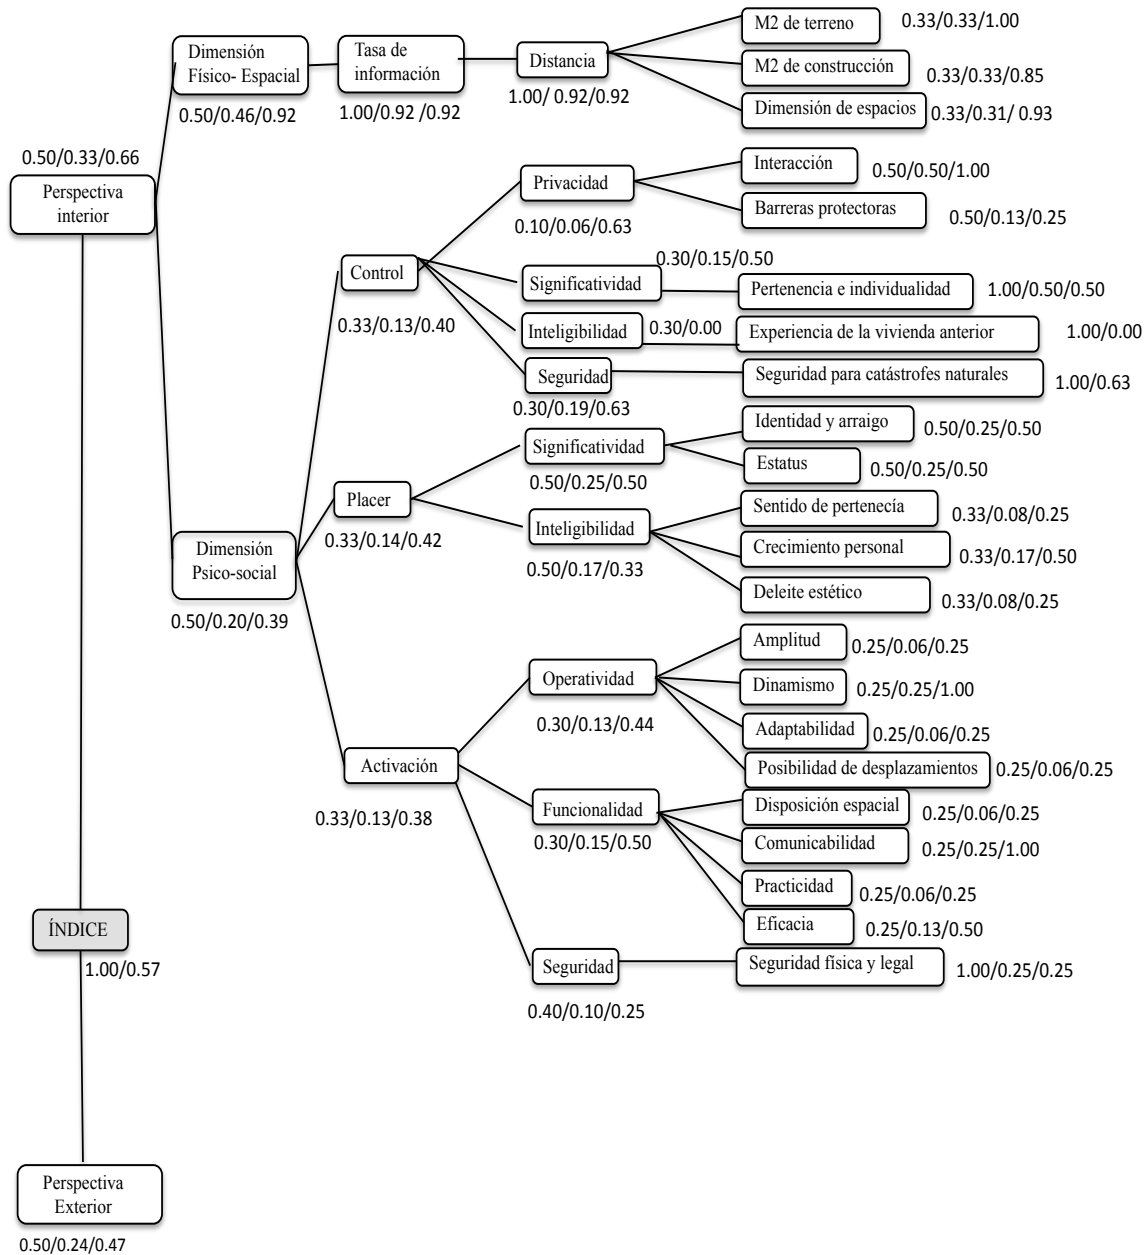 M2 de terreno
0.33/0.33/1.00
Dimensión
Físico- Espacial
Tasa de
información
Distancia
M2 de construcción
0.33/0.33/0.85
0.50/0.46/0.92
1.00/0.92 /0.92
1.00/ 0.92/0.92
Dimensión de espacios
0.33/0.31/ 0.93
0.50/0.33/0.66
Perspectiva
interior
Privacidad
0.10/0.06/0.63
Interacción
0.50/0.50/1.00
Barreras protectoras
0.50/0.13/0.25
Control
0.33/0.13/0.40
0.30/0.15/0.50
Significatividad
Pertenencia e individualidad
1.00/0.50/0.50
Inteligibilidad
0.30/0.00
Experiencia de la vivienda anterior
1.00/0.00
Seguridad
0.30/0.19/0.63
Seguridad para catástrofes naturales
1.00/0.63
Significatividad
0.50/0.25/0.50
Identidad y arraigo
0.50/0.25/0.50
Estatus
0.50/0.25/0.50
Placer
0.33/0.14/0.42
Inteligibilidad
0.50/0.17/0.33
Sentido de pertenecía
0.33/0.08/0.25
Crecimiento personal
0.33/0.17/0.50
Deleite estético
0.33/0.08/0.25
Dimensión
Psico-social
0.50/0.20/0.39
Operatividad
0.30/0.13/0.44
Amplitud
0.25/0.06/0.25
Dinamismo
0.25/0.25/1.00
Adaptabilidad
0.25/0.06/0.25
Posibilidad de desplazamientos
0.25/0.06/0.25
Activación
0.33/0.13/0.38
Funcionalidad
0.30/0.15/0.50
Disposición espacial
0.25/0.06/0.25
Comunicabilidad
0.25/0.25/1.00
Practicidad
0.25/0.06/0.25
Eficacia
0.25/0.13/0.50
Seguridad
0.40/0.10/0.25
Seguridad física y legal
1.00/0.25/0.25
ÍNDICE
1.00/0.57
Perspectiva
Exterior
0.50/0.24/0.47